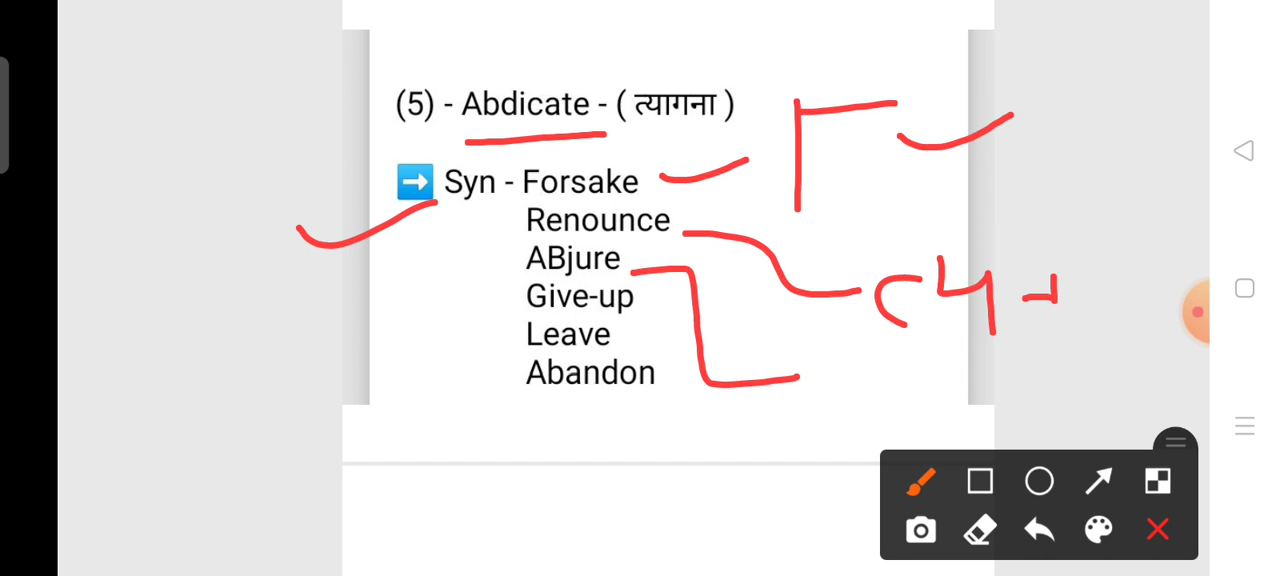 (5) - Abdicate - ( त्यागना )
➡️ Syn - Forsake
Renounce
ABjure
Give-up
Leave
Abandon